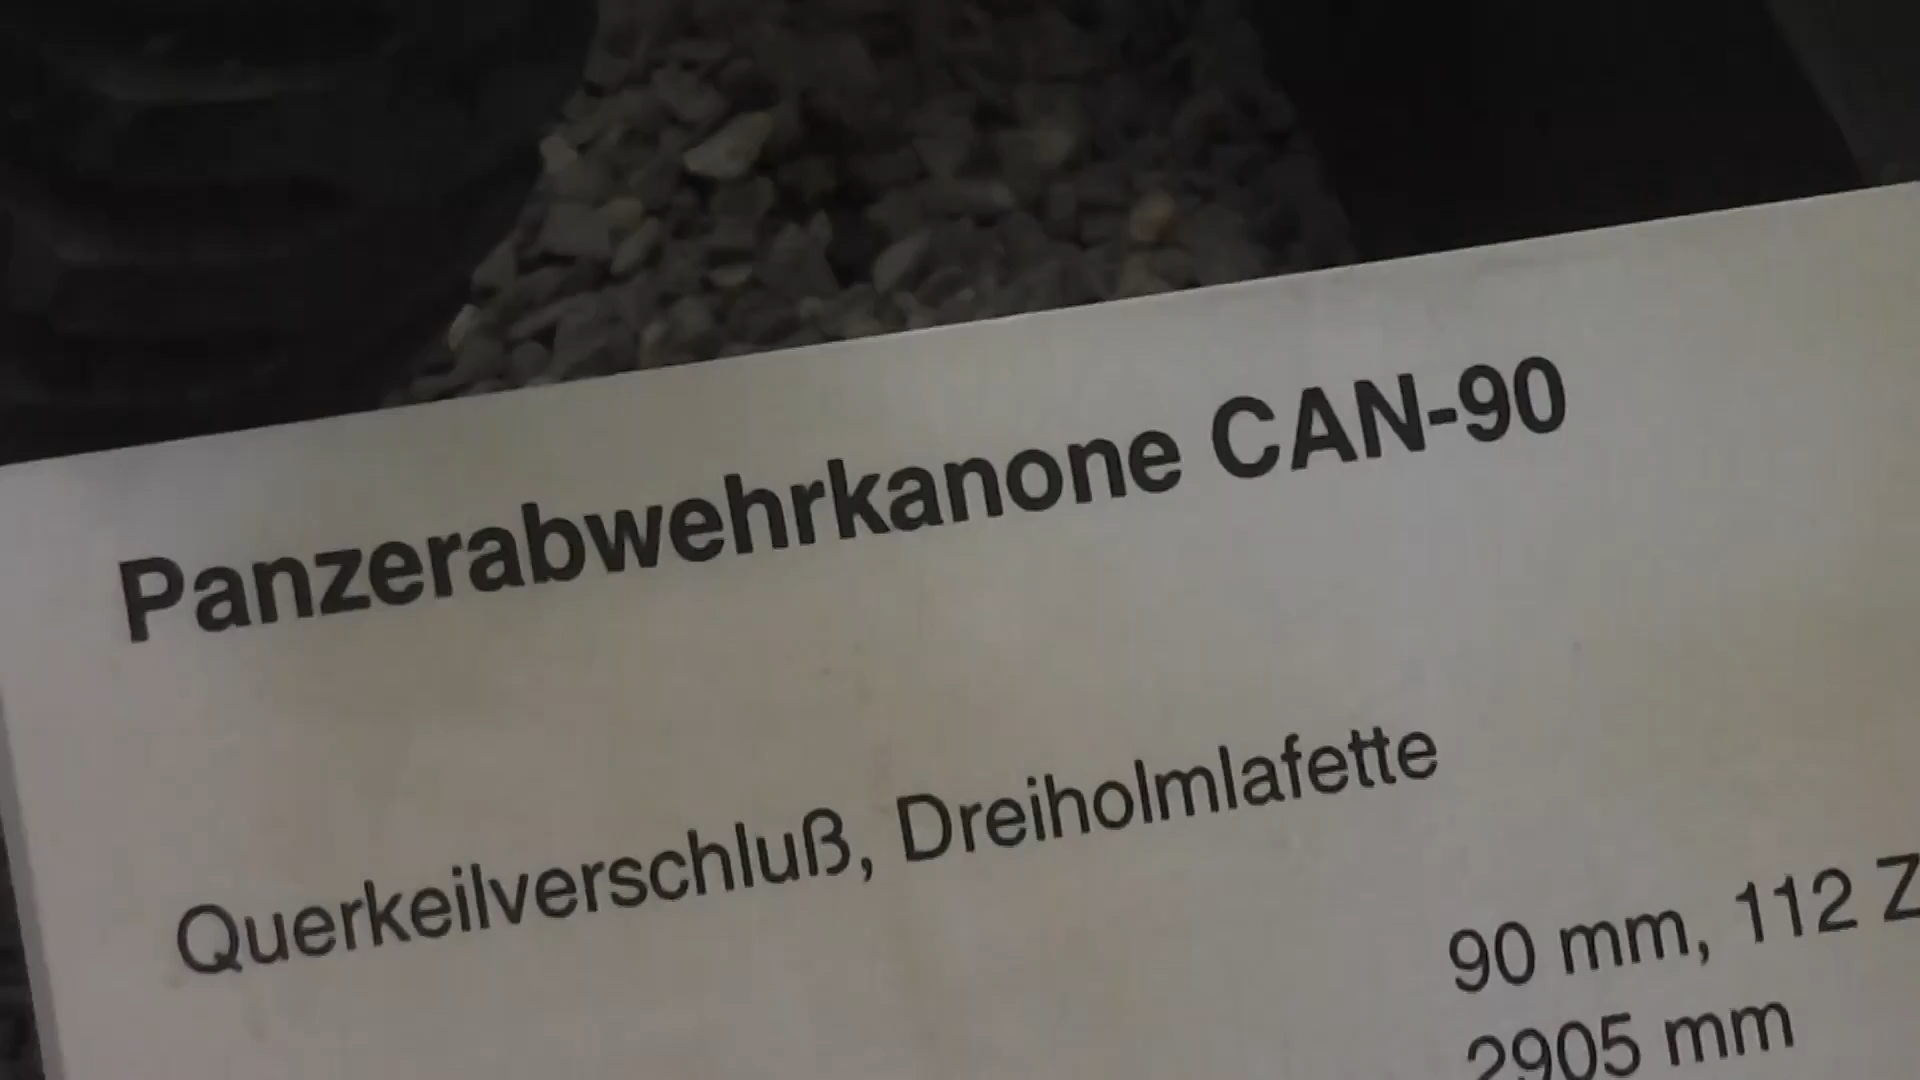 Panzerabwehrkanone CAN-90
Querkeilverschluß, Dreiholmlafette
90 mm, 112 Z
2905 mm